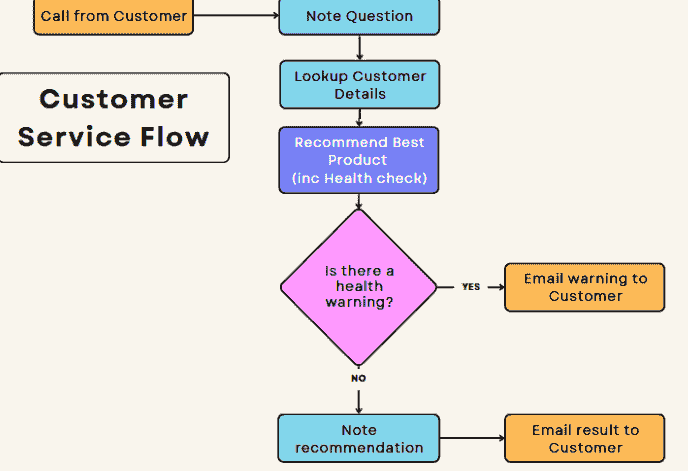 Call from Customer
Note Question
Lookup Customer
Details
Customer
Service Flow
Recommend Best
Product
(inc Health check)
Is there a
health
warning?
YES
Email warning to
Customer
NO
Note
recommendation
Email result to
Customer